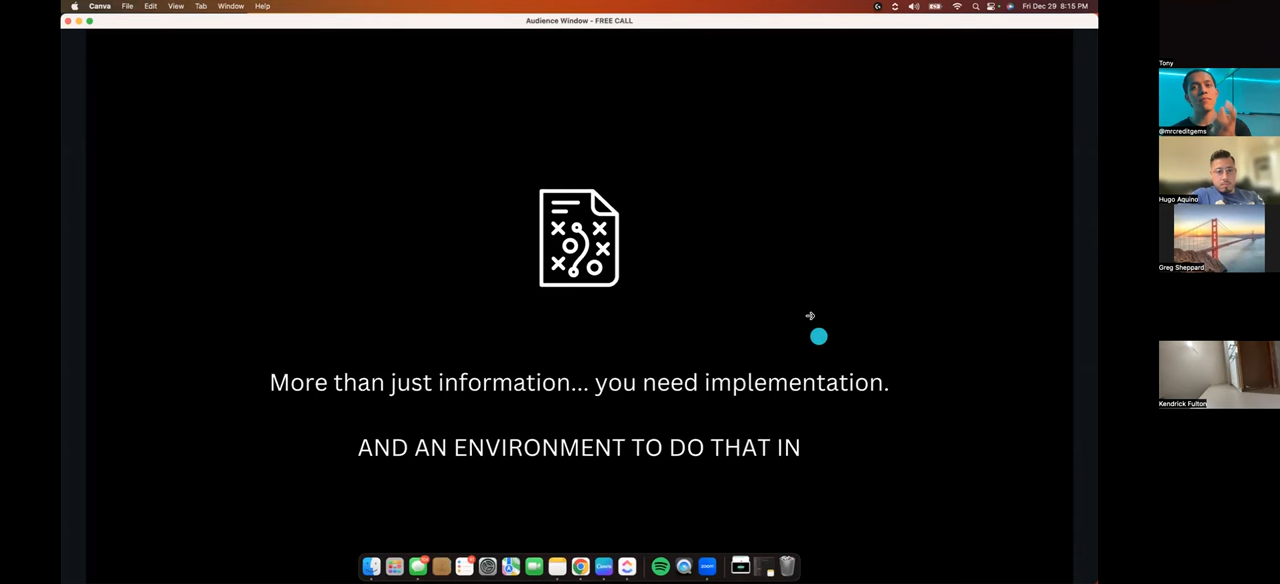 Canva File Edit View Tab Window Help Fri Dec 29 8:15 PM
Audience Window - FREE CALL
More than just information... you need implementation.
AND AN ENVIRONMENT TO DO THAT IN
Tony
@mrcreditgems
Hugo Aquino
Greg Sheppard
Kendrick Fulton